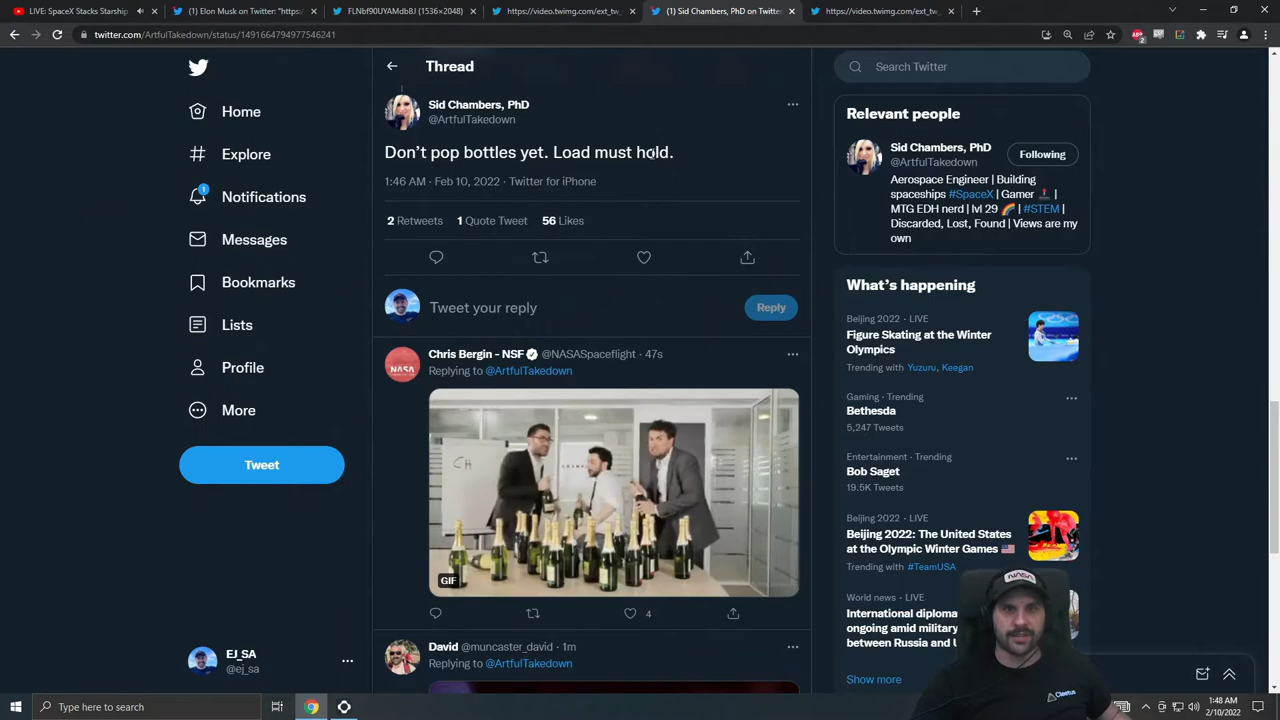 LIVE: SpaceX Stacks Starship
(1) Elon Musk on Twitter: "https:/
FLNbf90UYAMdbBJ (1536×2048)
https://video.twimg.com/ext_tw
(1) Sid Chambers, PhD on Twitter
https://video.twimg.com/ext_tw
twitter.com/ArtfulTakedown/status/1491664794977546241
2
Home
Explore
1
Notifications
Messages
Bookmarks
Lists
Profile
More
Tweet
EJ_SA
@ej_sa
Thread
Sid Chambers, PhD
@ArtfulTakedown
Don’t pop bottles yet. Load must hold.
1:46 AM · Feb 10, 2022 · Twitter for iPhone
2 Retweets 1 Quote Tweet 56 Likes
Tweet your reply
Reply
Chris Bergin - NSF @NASASpaceflight · 47s
Replying to @ArtfulTakedown
NASA
CH
GIF
4
David @muncaster_david · 1m
Replying to @ArtfulTakedown
Search Twitter
Relevant people
Sid Chambers, PhD
@ArtfulTakedown
Following
Aerospace Engineer | Building
spaceships #SpaceX | Gamer 🕹️ |
MTG EDH nerd | lvl 29 🌈 | #STEM |
Discarded, Lost, Found | Views are my
own
What’s happening
Beijing 2022 · LIVE
Figure Skating at the Winter
Olympics
Trending with Yuzuru, Keegan
Gaming · Trending
Bethesda
5,247 Tweets
Entertainment · Trending
Bob Saget
19.5K Tweets
Beijing 2022 · LIVE
Beijing 2022: The United States
at the Olympic Winter Games 🇺🇸
Trending with #TeamUSA
World news · LIVE
International diplom
ongoing amid military
between Russia and U
Show more
NASA
Cleetus
Type here to search
1:48 AM
2/10/2022